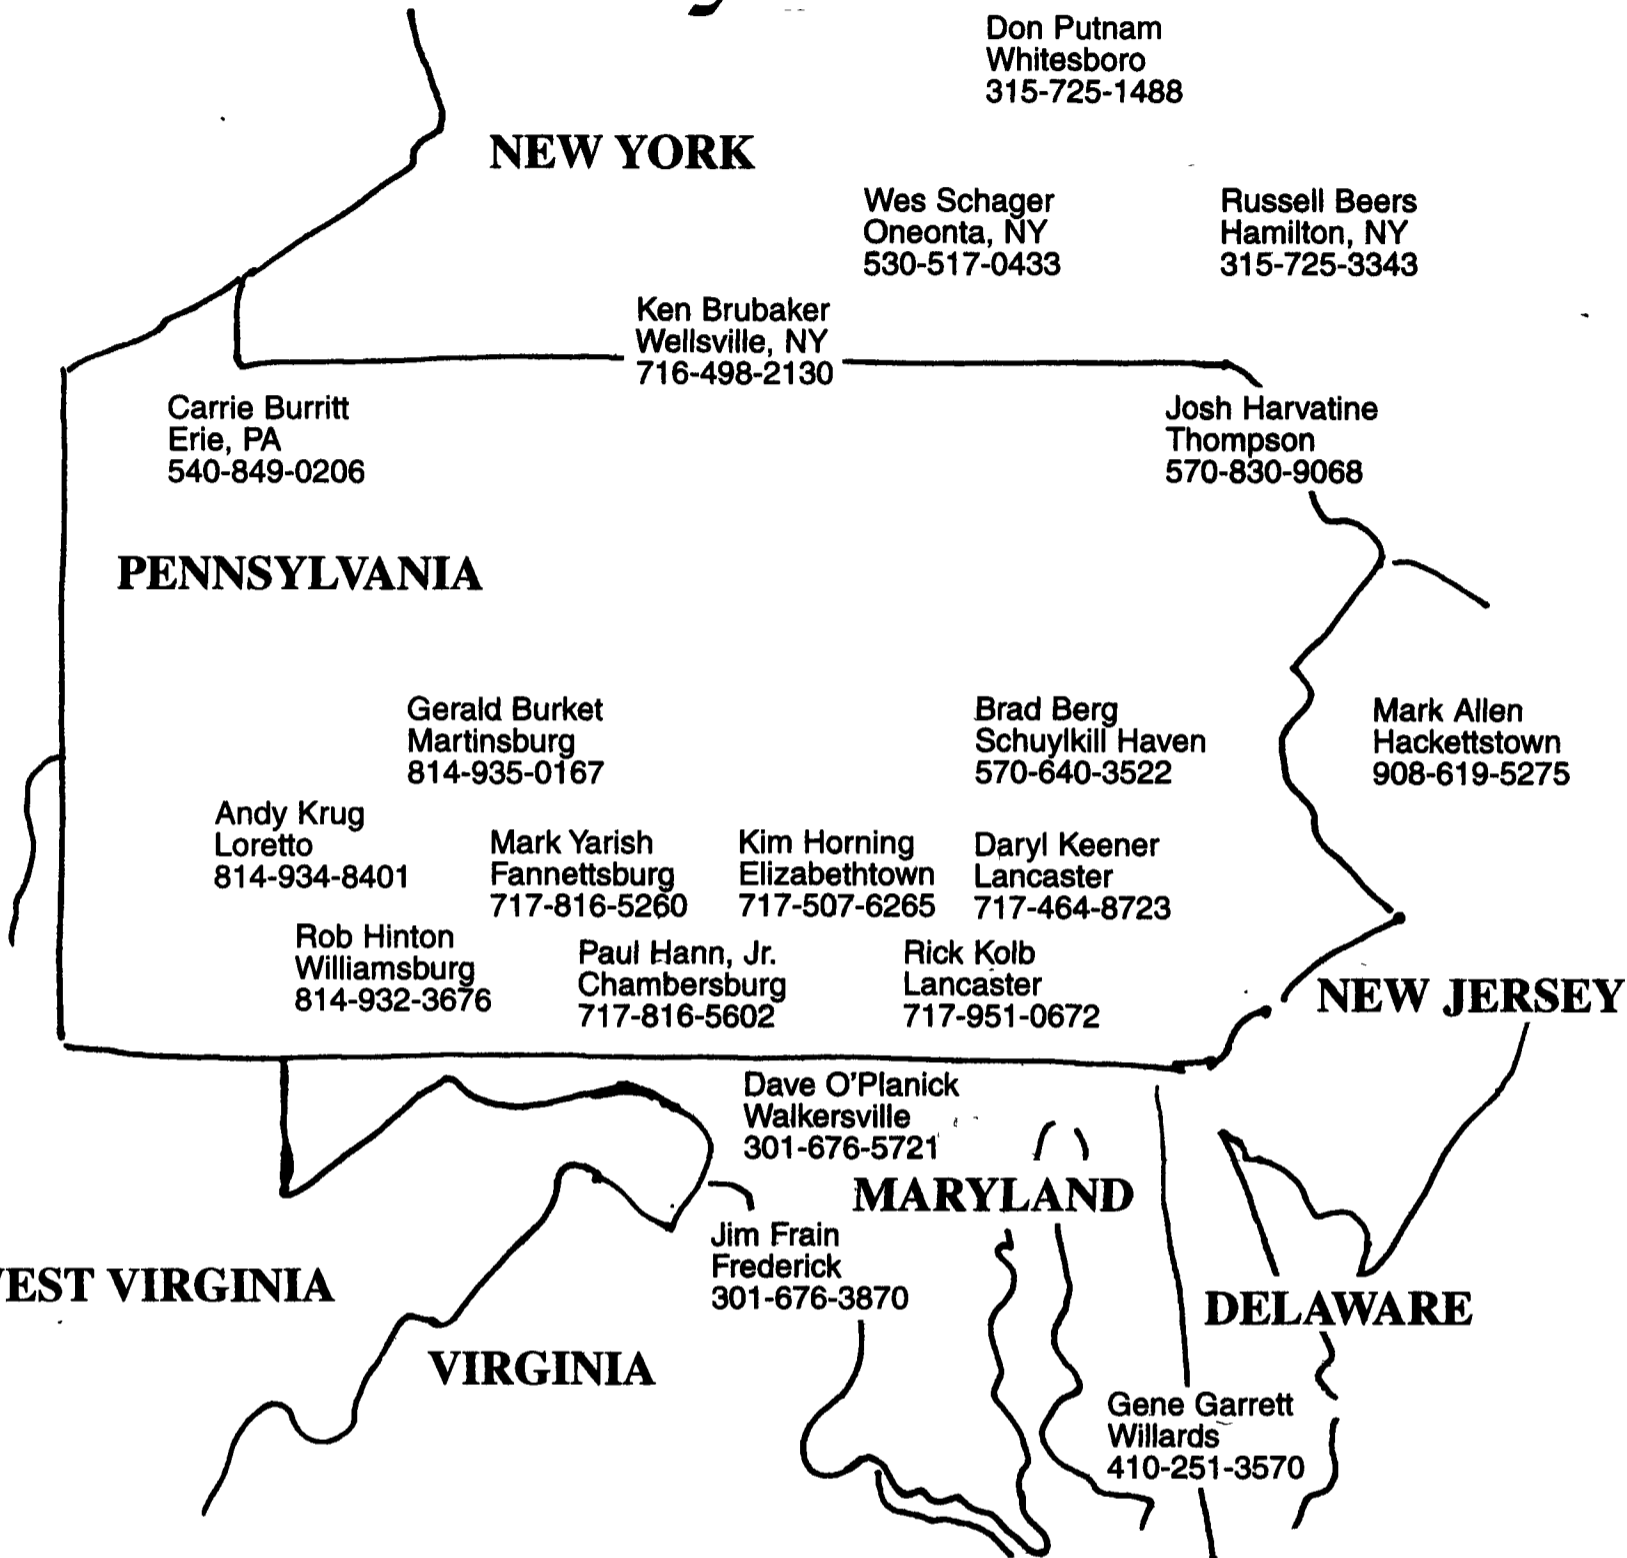 Don Putnam
Whitesboro
315-725-1488
NEW YORK
Wes Schager
Oneonta, NY
530-517-0433
Russell Beers
Hamilton, NY
315-725-3343
Ken Brubaker
Wellsville, NY
716-498-2130
Carrie Burritt
Erie, PA
540-849-0206
Josh Harvatine
Thompson
570-830-9068
PENNSYLVANIA
Gerald Burket
Martinsburg
814-935-0167
Brad Berg
Schuylkill Haven
570-640-3522
Mark Allen
Hackettstown
908-619-5275
Andy Krug
Loretto
814-934-8401
Mark Yarish
Fannettsburg
717-816-5260
Kim Horning
Elizabethtown
717-507-6265
Daryl Keener
Lancaster
717-464-8723
Rob Hinton
Williamsburg
814-932-3676
Paul Hann, Jr.
Chambersburg
717-816-5602
Rick Kolb
Lancaster
717-951-0672
NEW JERSEY
Dave O'Planick
Walkersville
301-676-5721
MARYLAND
Jim Frain
Frederick
301-676-3870
EST VIRGINIA
DELAWARE
VIRGINIA
Gene Garrett
Willards
410-251-3570